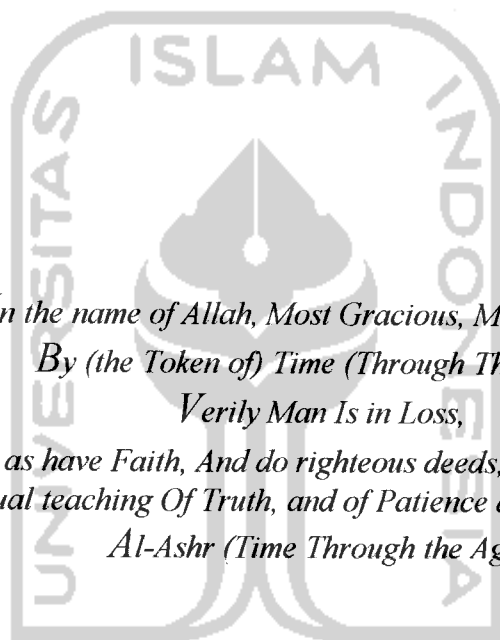 ISLAM
UNIVERSITAS
INDONESIA
n the name of Allah, Most Gracious, M
By (the Token of) Time (Through Th
Verily Man Is in Loss,
as have Faith, And do righteous deeds,
ual teaching Of Truth, and of Patience
Al-Ashr (Time Through the Ag